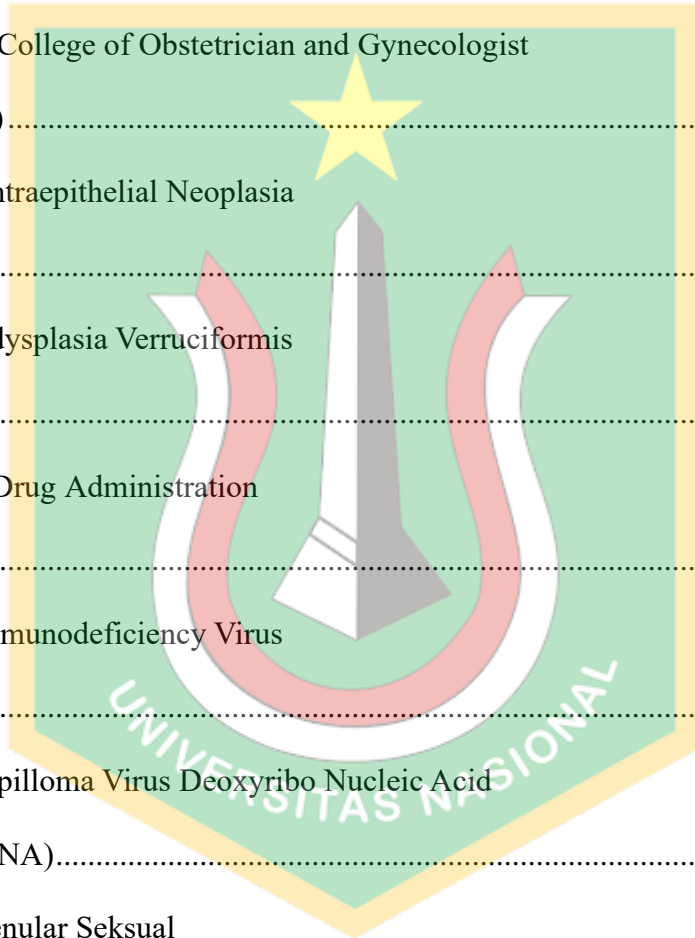 College of Obstetrician and Gynecologist
)...............................................................................................
ntraepithelial Neoplasia
................................................................................................
dysplasia Verruciformis
................................................................................................
Drug Administration
................................................................................................
munodeficiency Virus
................................................................................................
pilloma Virus Deoxyribo Nucleic Acid
NA).........................................................................................
enular Seksual
UNIVERSITAS NASIONAL